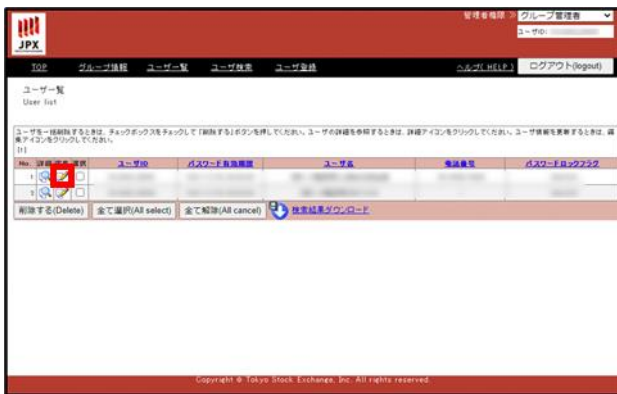 管理者権限 > グループ管理者
JPX
ユーザID:
TOP グループ情報 ユーザ一覧 ユーザ検索 ユーザ登録 ヘルプ( HELP ) ログアウト(logout)
ユーザ一覧
User list
ユーザを一括削除するときは、チェックボックスをチェックして「削除する」ボタンを押してください。ユーザの詳細を参照するときは、詳細アイコンをクリックしてください。ユーザ情報を更新するときは、編
集アイコンをクリックしてください。
[1]
No. 詳細 選択 ユーザID パスワード有効期限 ユーザ名 電話番号 パスワードロックフラグ
1
2
削除する(Delete) 全て選択(All select) 全て解除(All cancel) 検索結果ダウンロード
Copyright © Tokyo Stock Exchange, Inc. All rights reserved.